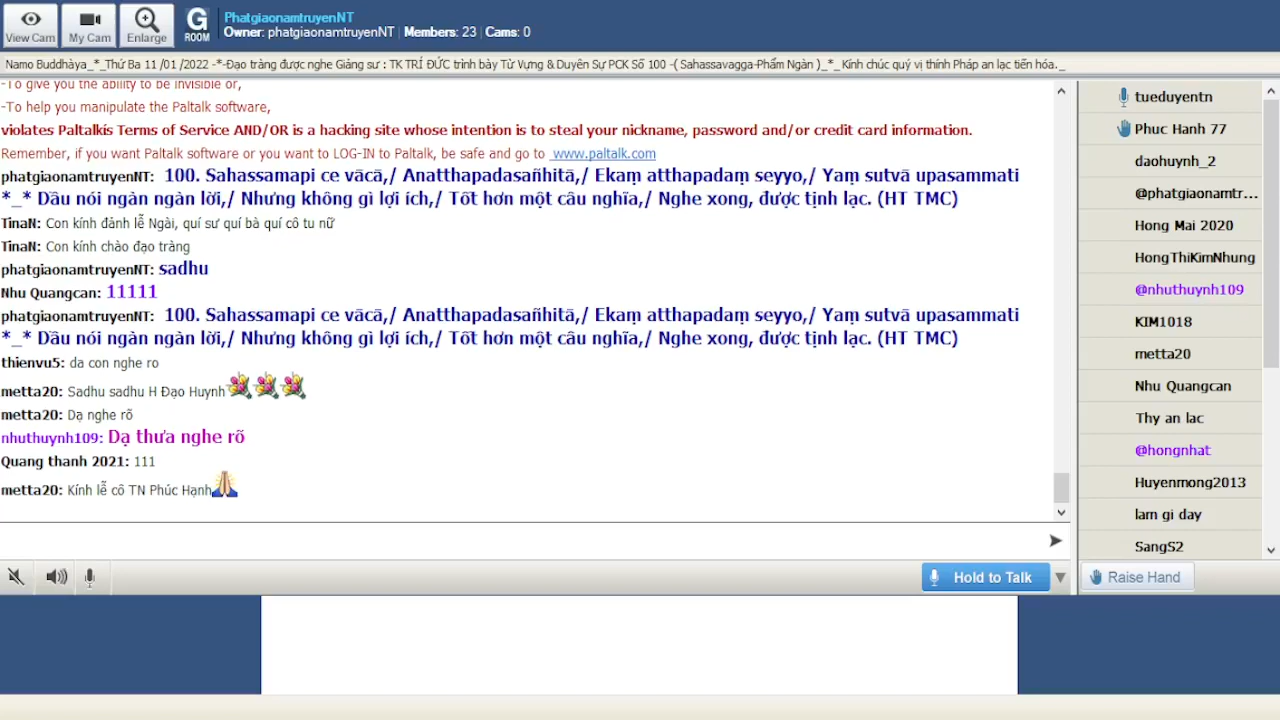 View Cam
My Cam
Enlarge
G
ROOM
PhatgiaonamtruyenNT
Owner: phatgiaonamtruyenNT | Members: 23 | Cams: 0
Namo Buddhàya_*_Thứ Ba 11 /01 /2022 -*-Đạo tràng được nghe Giảng sư : TK TRÍ ĐỨC trình bày Từ Vựng & Duyên Sự PCK Số 100 -( Sahassavagga-Phẩm Ngàn )_*_ Kính chúc quý vị thính Pháp an lạc tiến hóa._
-To give you the ability to be invisible or,
-To help you manipulate the Paltalk software,
violates Paltalkís Terms of Service AND/OR is a hacking site whose intention is to steal your nickname, password and/or credit card information.
Remember, if you want Paltalk software or you want to LOG-IN to Paltalk, be safe and go to www.paltalk.com
phatgiaonamtruyenNT: 100. Sahassamapi ce vācā,/ Anatthapadasañhitā,/ Ekaṃ atthapadaṃ seyyo,/ Yaṃ sutvā upasammati
*_* Dầu nói ngàn ngàn lời,/ Nhưng không gì lợi ích,/ Tốt hơn một câu nghĩa,/ Nghe xong, được tịnh lạc. (HT TMC)
TinaN: Con kính đảnh lễ Ngài, quí sư quí bà quí cô tu nữ
TinaN: Con kính chào đạo tràng
phatgiaonamtruyenNT: sadhu
Nhu Quangcan: 11111
phatgiaonamtruyenNT: 100. Sahassamapi ce vācā,/ Anatthapadasañhitā,/ Ekaṃ atthapadaṃ seyyo,/ Yaṃ sutvā upasammati
*_* Dầu nói ngàn ngàn lời,/ Nhưng không gì lợi ích,/ Tốt hơn một câu nghĩa,/ Nghe xong, được tịnh lạc. (HT TMC)
thienvu5: da con nghe ro
metta20: Sadhu sadhu H Đạo Huynh
metta20: Dạ nghe rõ
nhuthuynh109: Dạ thưa nghe rõ
Quang thanh 2021: 111
metta20: Kính lễ cô TN Phúc Hạnh
Hold to Talk
tueduyentn
Phuc Hanh 77
daohuynh_2
@phatgiaonamtr...
Hong Mai 2020
HongThiKimNhung
@nhuthuynh109
KIM1018
metta20
Nhu Quangcan
Thy an lac
@hongnhat
Huyenmong2013
lam gi day
SangS2
Raise Hand